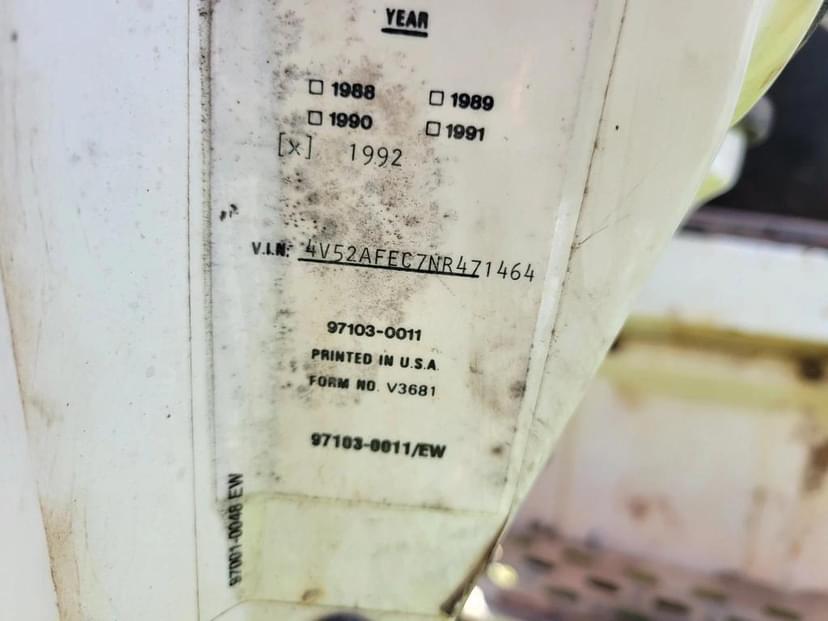 YEAR
☐ 1988 ☐ 1989
☐ 1990 ☐ 1991
[x] 1992
V.I.N: 4V52AFEC7NR471464
97103-0011
PRINTED IN U.S.A.
FORM NO. V3681
97103-0011/EW
97001-0048 EW